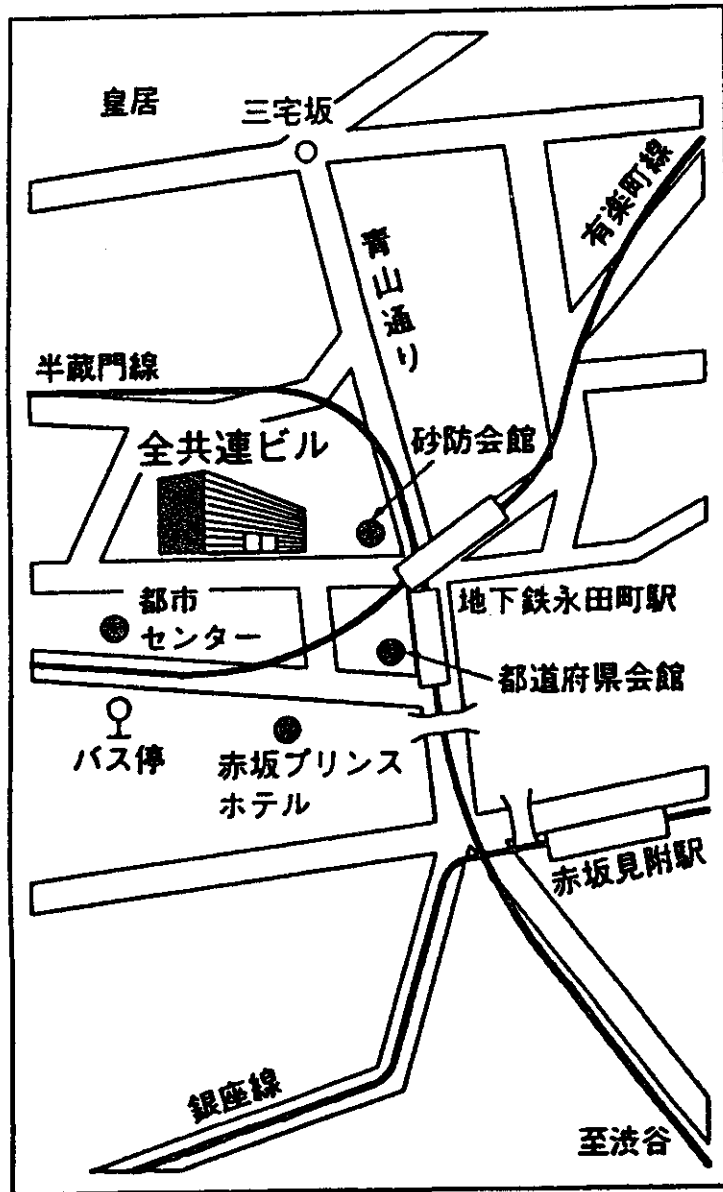 皇居
三宅坂
有楽町線
青山通り
半蔵門線
全共連ビル
砂防会館
都市
センター
地下鉄永田町駅
都道府県会館
バス停
赤坂プリンス
ホテル
赤坂見附駅
銀座線
至渋谷